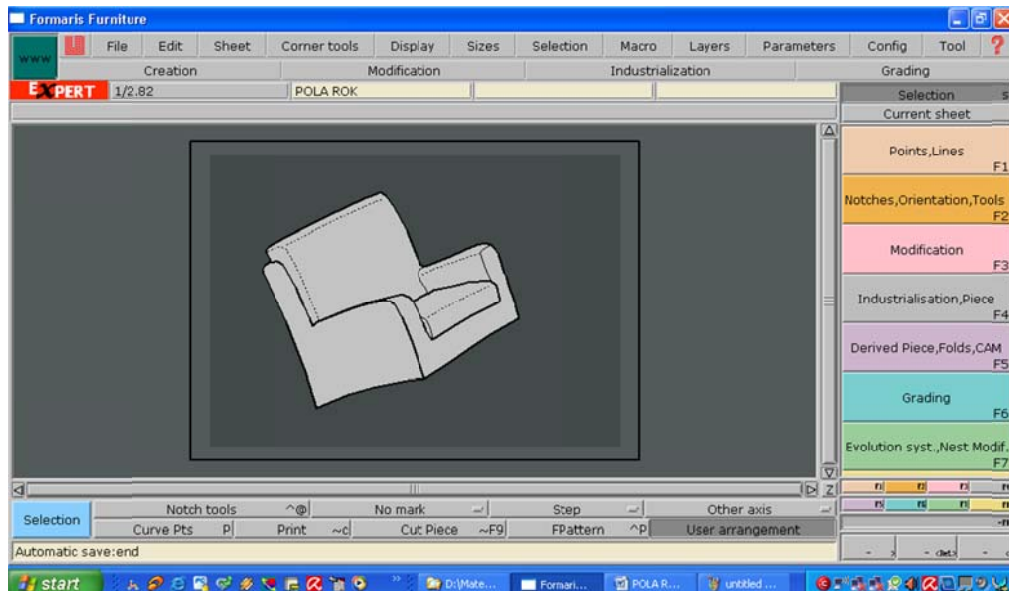 Formaris Furniture
www
File Edit Sheet Corner tools Display Sizes Selection Macro Layers Parameters Config Tool ?
Creation Modification Industrialization Grading
EXPERT 1/2.82 POLA ROK Selection S
Current sheet
Points,Lines
F1
Notches,Orientation,Tools
F2
Modification
F3
Industrialisation,Piece
F4
Derived Piece,Folds,CAM
F5
Grading
F6
Evolution syst.,Nest Modif.
F7
Z
Selection
Notch tools ^@ No mark Step Other axis
Curve Pts P Print ~c Cut Piece ~F9 FPattern ^P User arrangement
Automatic save:end
start D:\Mate... Formari... POLA R... untitled ...